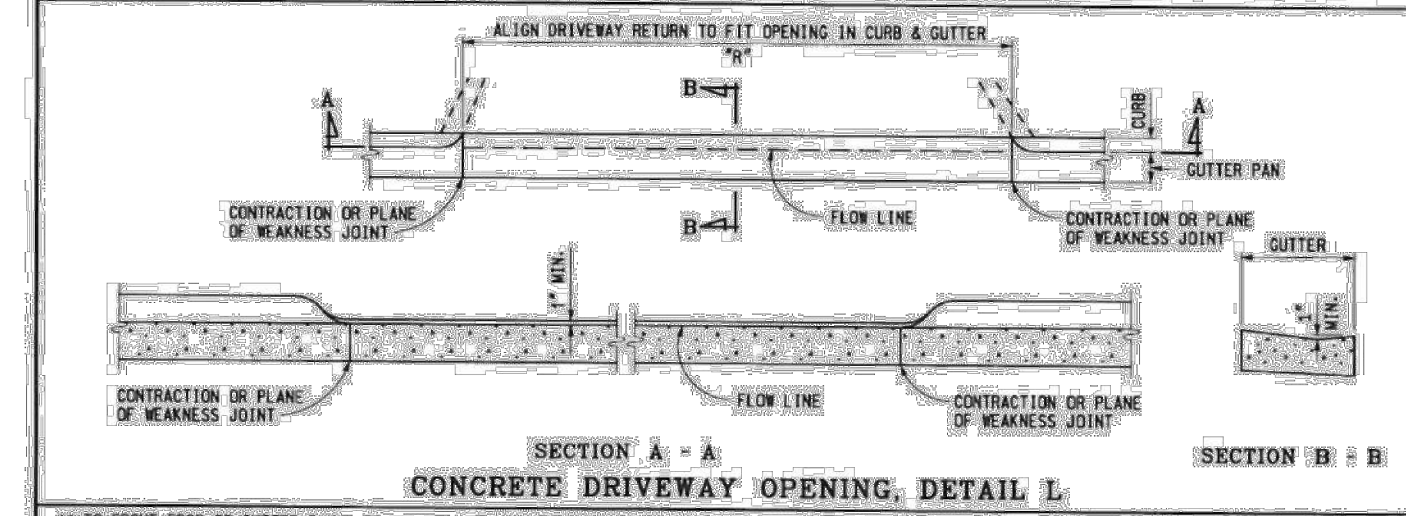 ALIGN DRIVEWAY RETURN TO FIT OPENING IN CURB & GUTTER
"R"
B
A
CURB
A
GUTTER PAN
CONTRACTION OR PLANE
OF WEAKNESS JOINT
B
FLOW LINE
CONTRACTION OR PLANE
OF WEAKNESS JOINT
GUTTER
1" MIN.
1"
MIN.
CONTRACTION OR PLANE
OF WEAKNESS JOINT
FLOW LINE
CONTRACTION OR PLANE
OF WEAKNESS JOINT
SECTION A - A
SECTION B - B
CONCRETE DRIVEWAY OPENING, DETAIL L